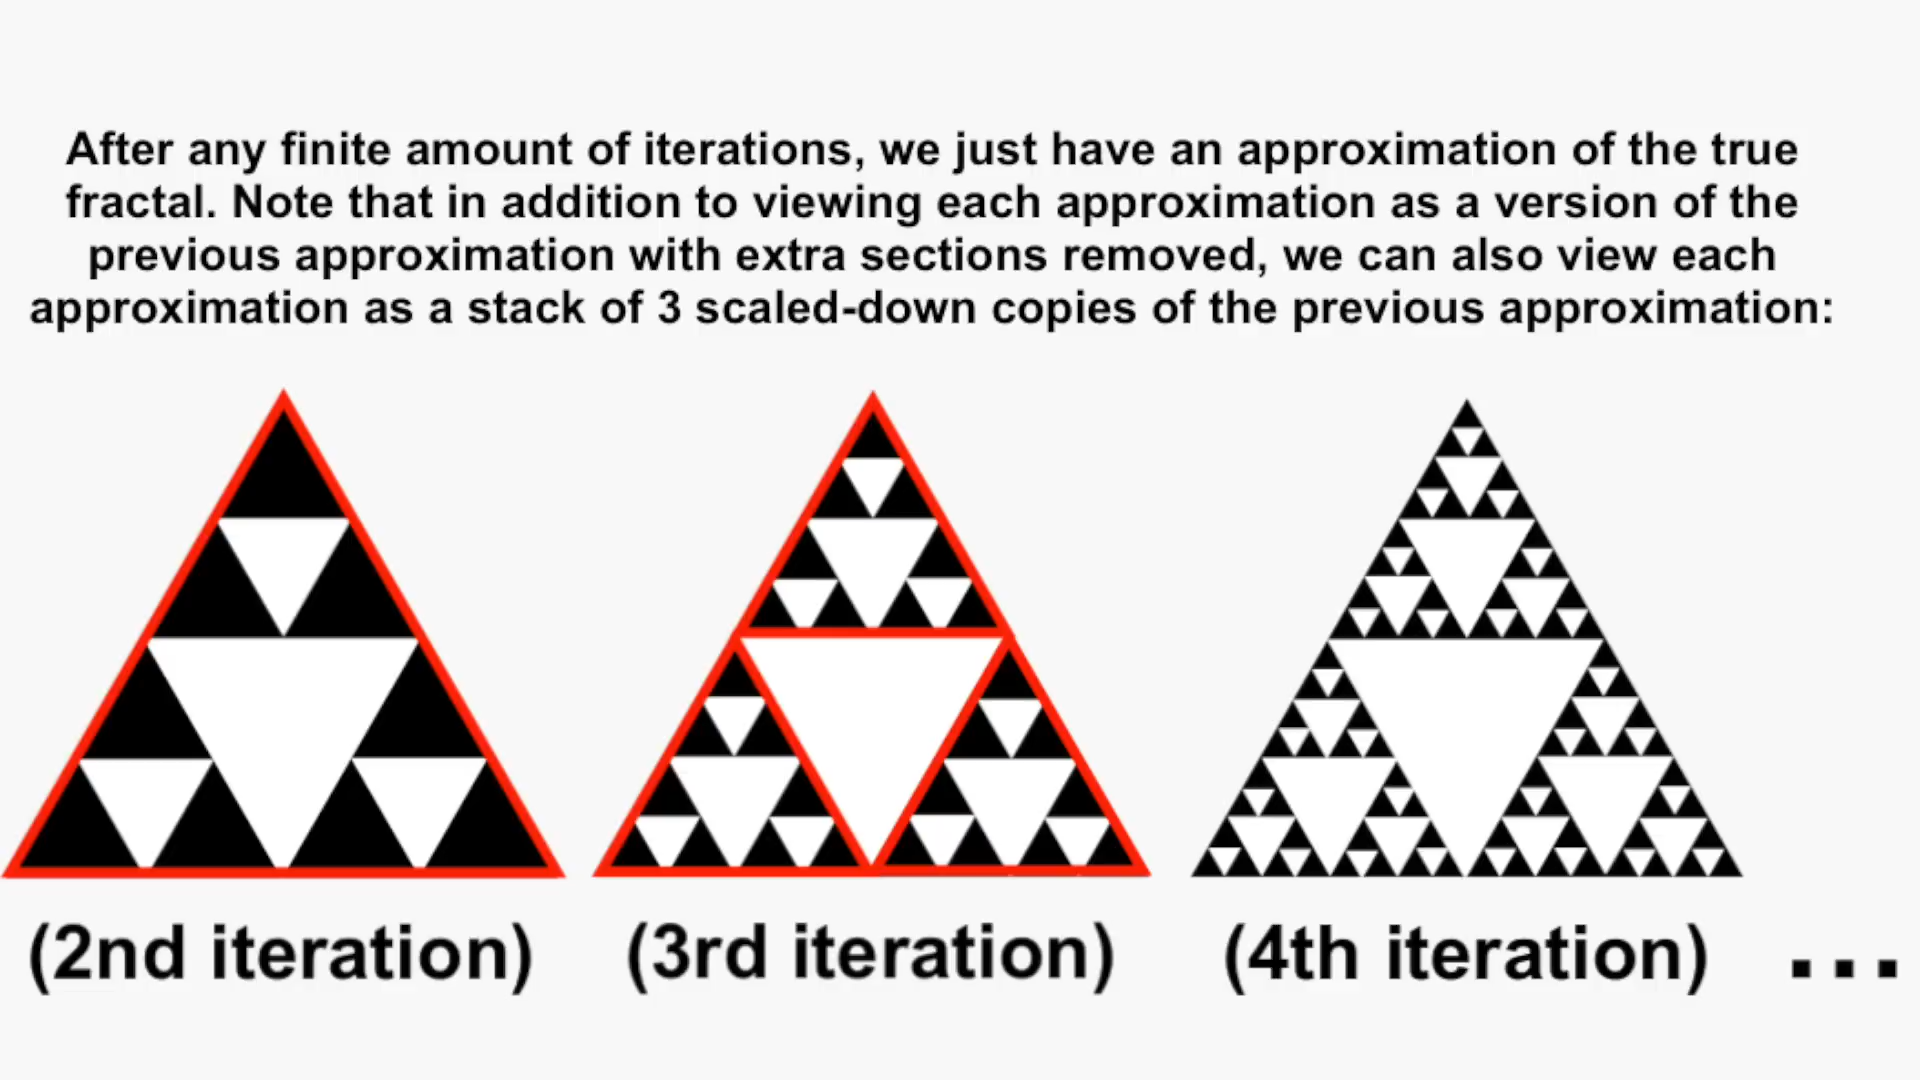 After any finite amount of iterations, we just have an approximation of the true
fractal. Note that in addition to viewing each approximation as a version of the
previous approximation with extra sections removed, we can also view each
approximation as a stack of 3 scaled-down copies of the previous approximation:
(2nd iteration) (3rd iteration) (4th iteration) ...